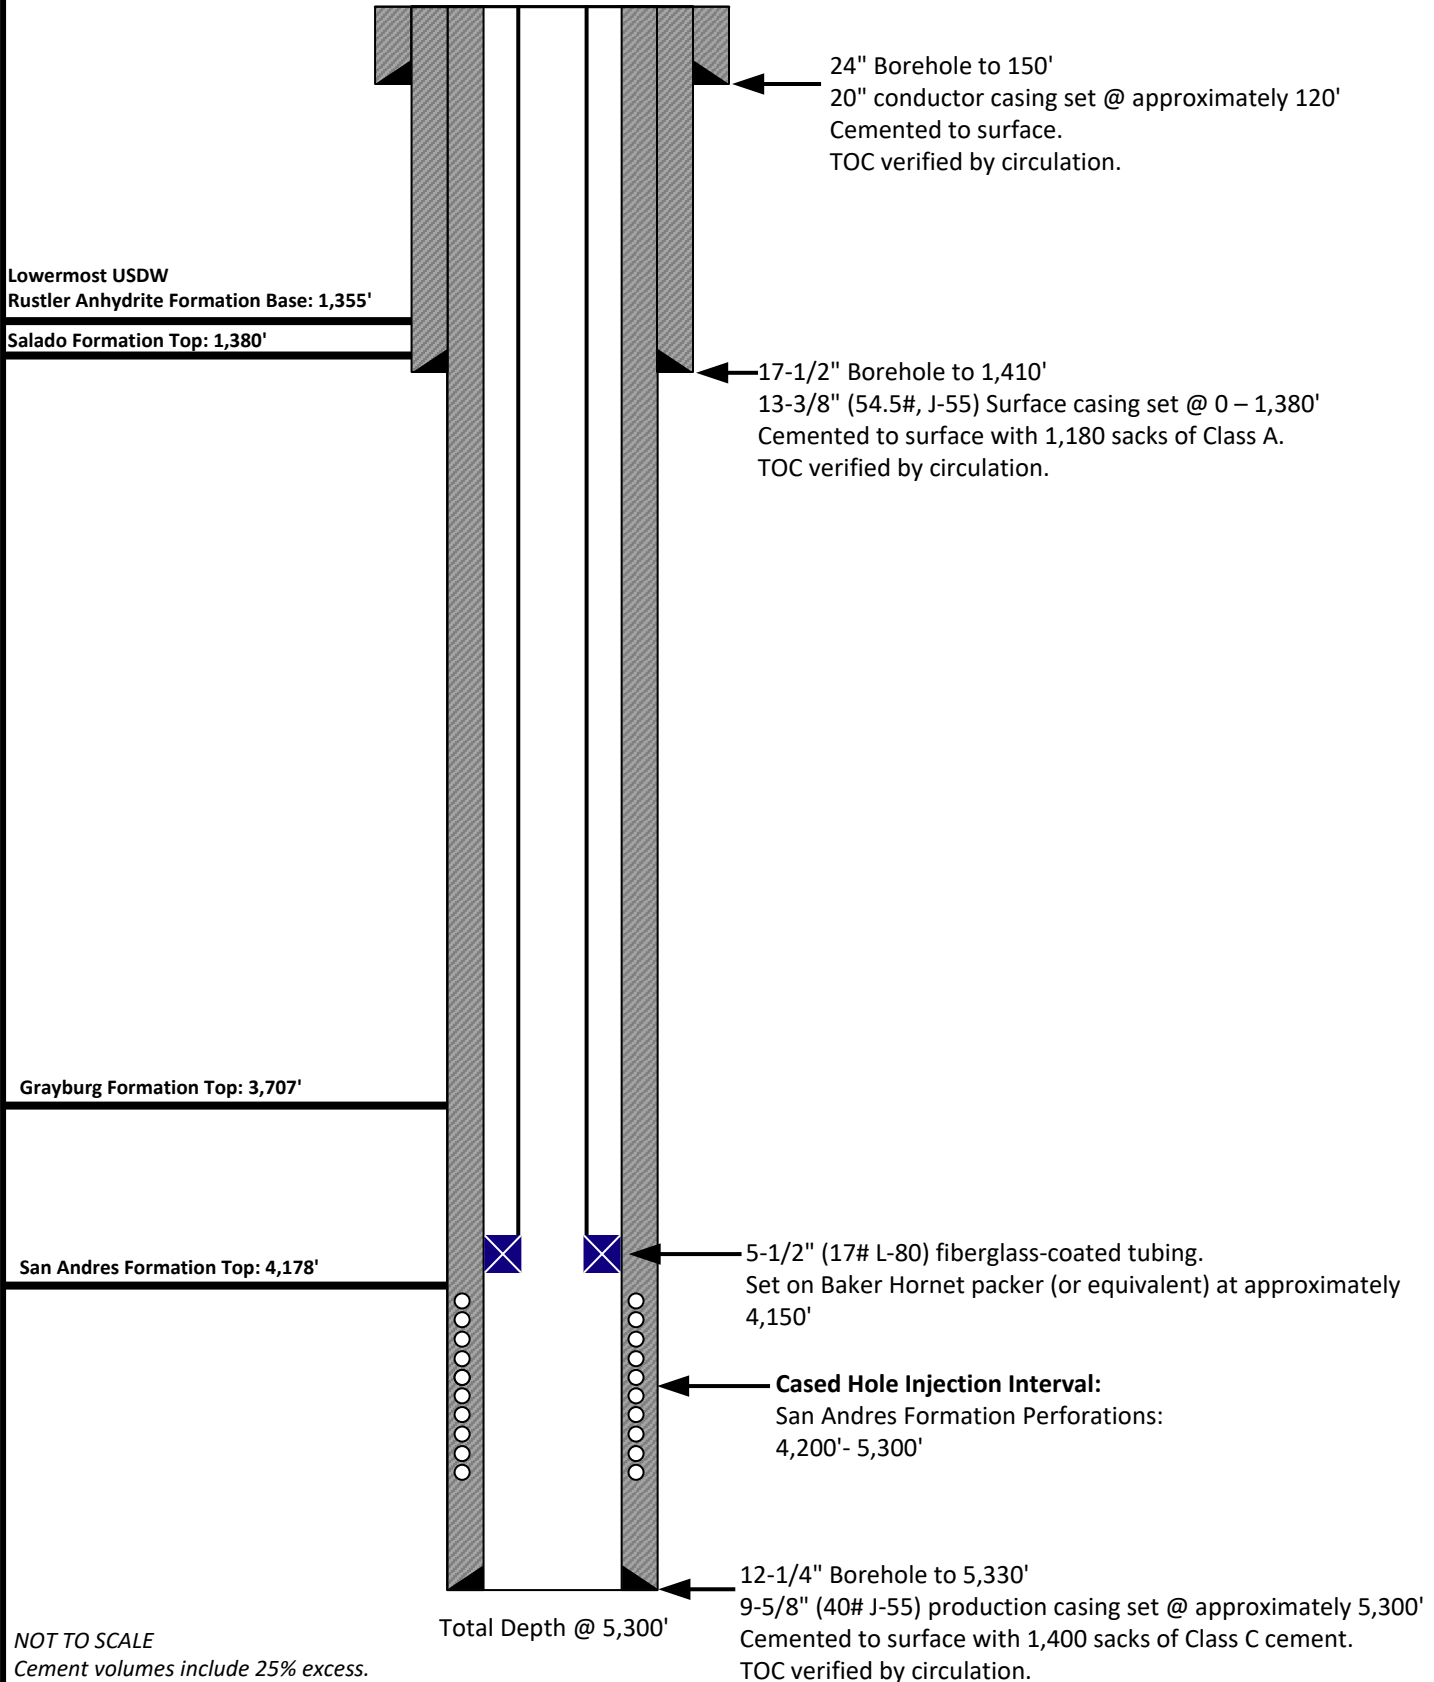 24" Borehole to 150'
20" conductor casing set @ approximately 120'
Cemented to surface.
TOC verified by circulation.
Lowermost USDW
Rustler Anhydrite Formation Base: 1,355'
Salado Formation Top: 1,380'
17-1/2" Borehole to 1,410'
13-3/8" (54.5#, J-55) Surface casing set @ 0 – 1,380'
Cemented to surface with 1,180 sacks of Class A.
TOC verified by circulation.
Grayburg Formation Top: 3,707'
San Andres Formation Top: 4,178'
5-1/2" (17# L-80) fiberglass-coated tubing.
Set on Baker Hornet packer (or equivalent) at approximately
4,150'
Cased Hole Injection Interval:
San Andres Formation Perforations:
4,200'- 5,300'
12-1/4" Borehole to 5,330'
9-5/8" (40# J-55) production casing set @ approximately 5,300'
Cemented to surface with 1,400 sacks of Class C cement.
TOC verified by circulation.
Total Depth @ 5,300'
NOT TO SCALE
Cement volumes include 25% excess.